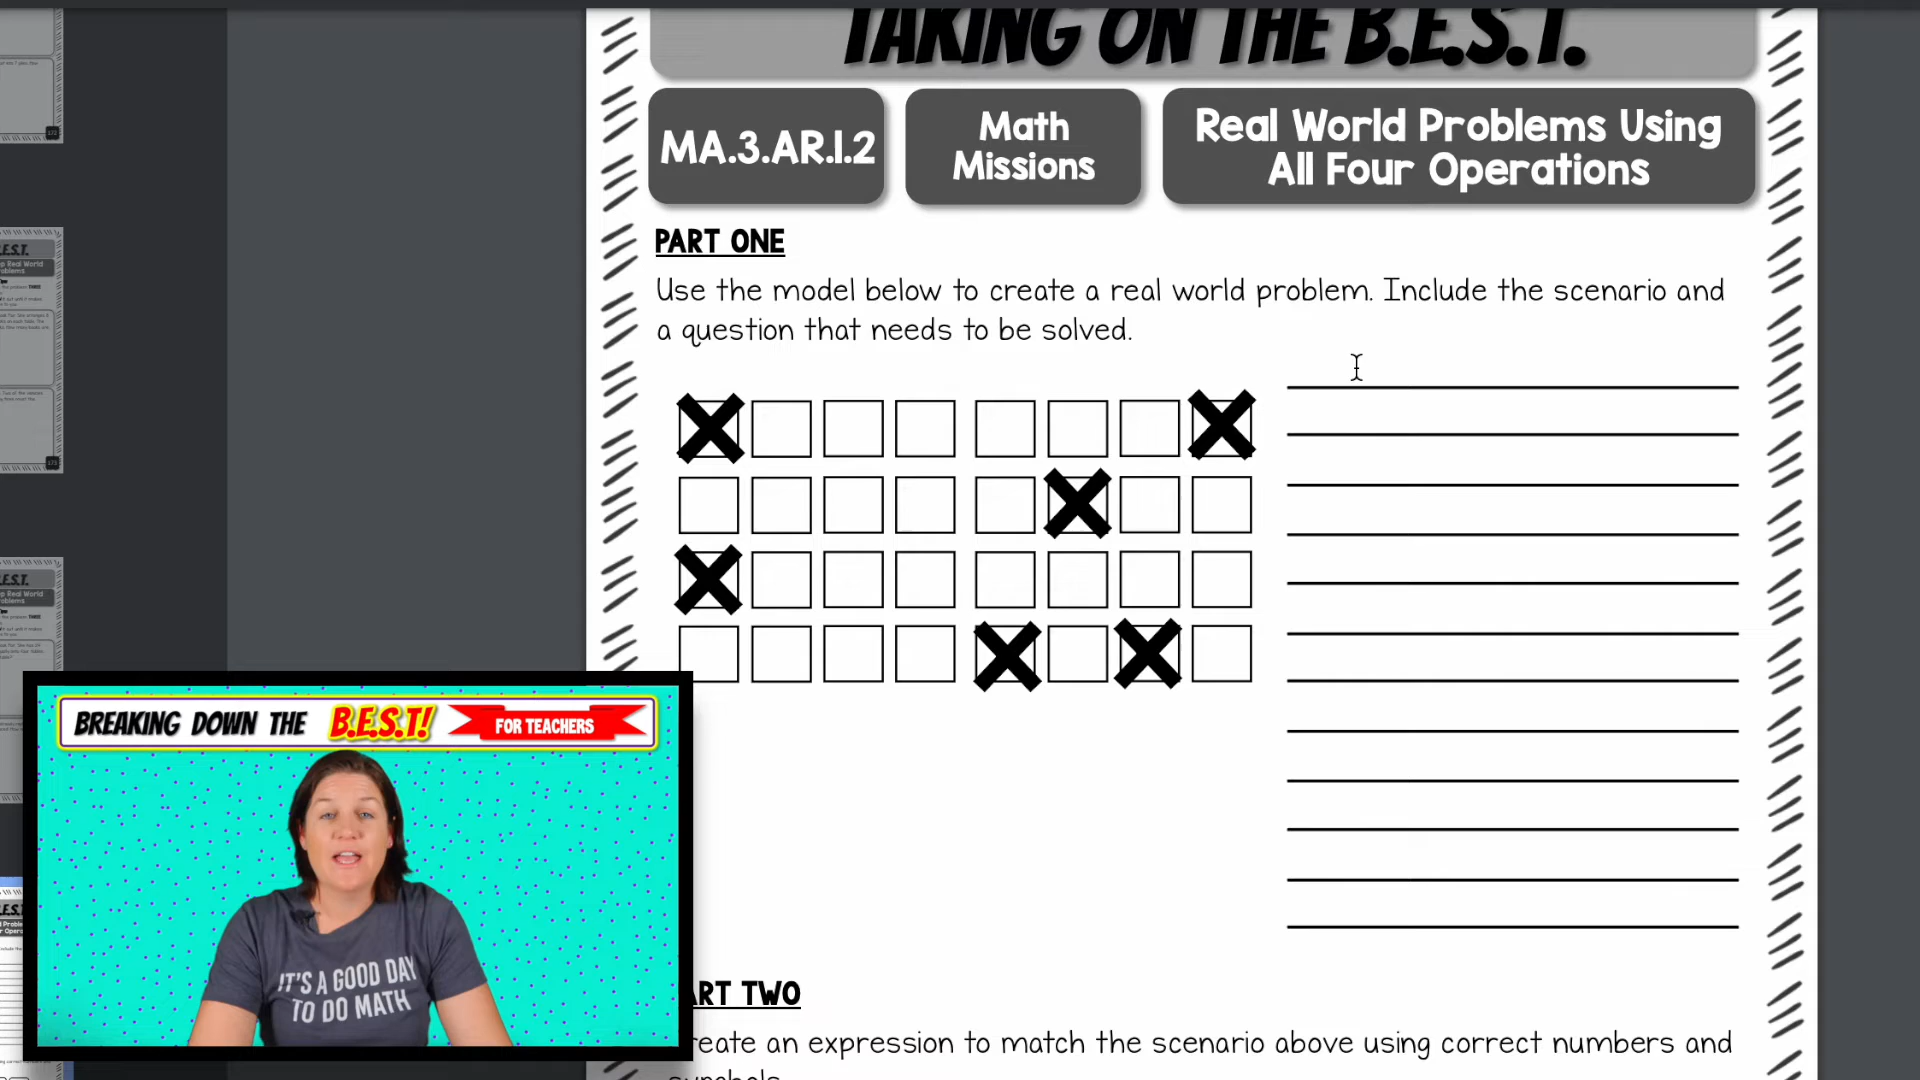 TAKING ON THE B.E.S.T.
MA.3.AR.1.2
Math
Missions
Real World Problems Using
All Four Operations
PART ONE
Use the model below to create a real world problem. Include the scenario and
a question that needs to be solved.
ART TWO
reate an expression to match the scenario above using correct numbers and
symbols.
BREAKING DOWN THE B.E.S.T! FOR TEACHERS
IT'S A GOOD DAY
TO DO MATH